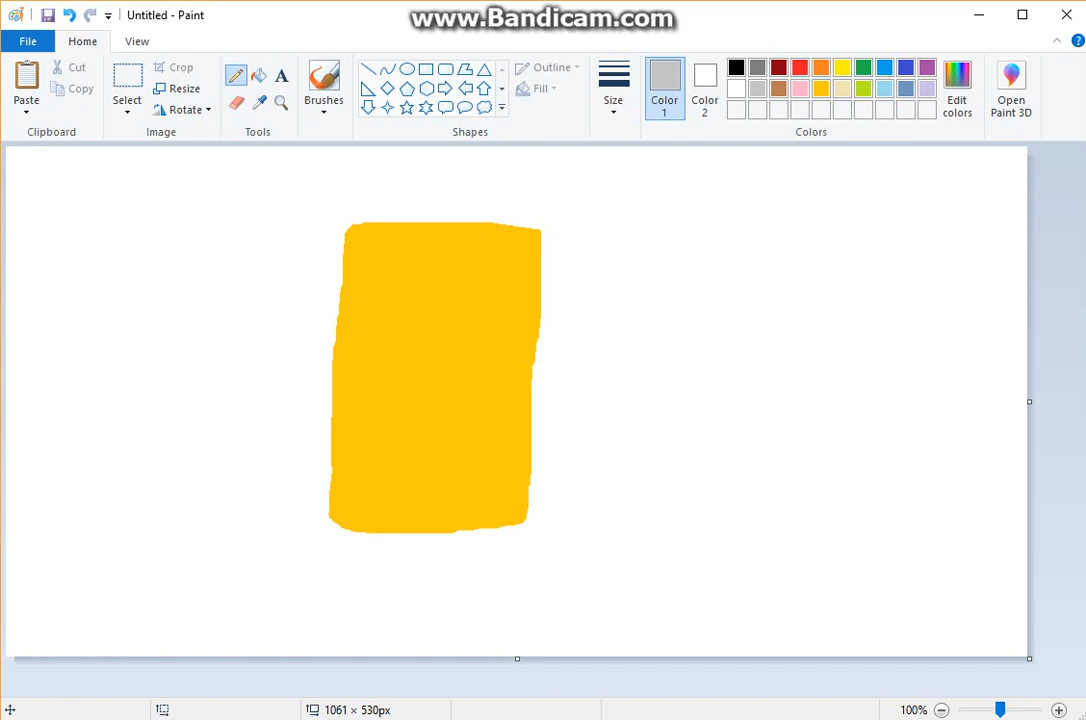 Untitled - Paint
www.Bandicam.com
File Home View
Paste
Cut
Copy
Clipboard
Select
Crop
Resize
Rotate
Image
A
Tools
Brushes
Outline
Fill
Shapes
Size
Color 1
Color 2
Edit colors
Colors
Open Paint 3D
?
1061 × 530px
100%